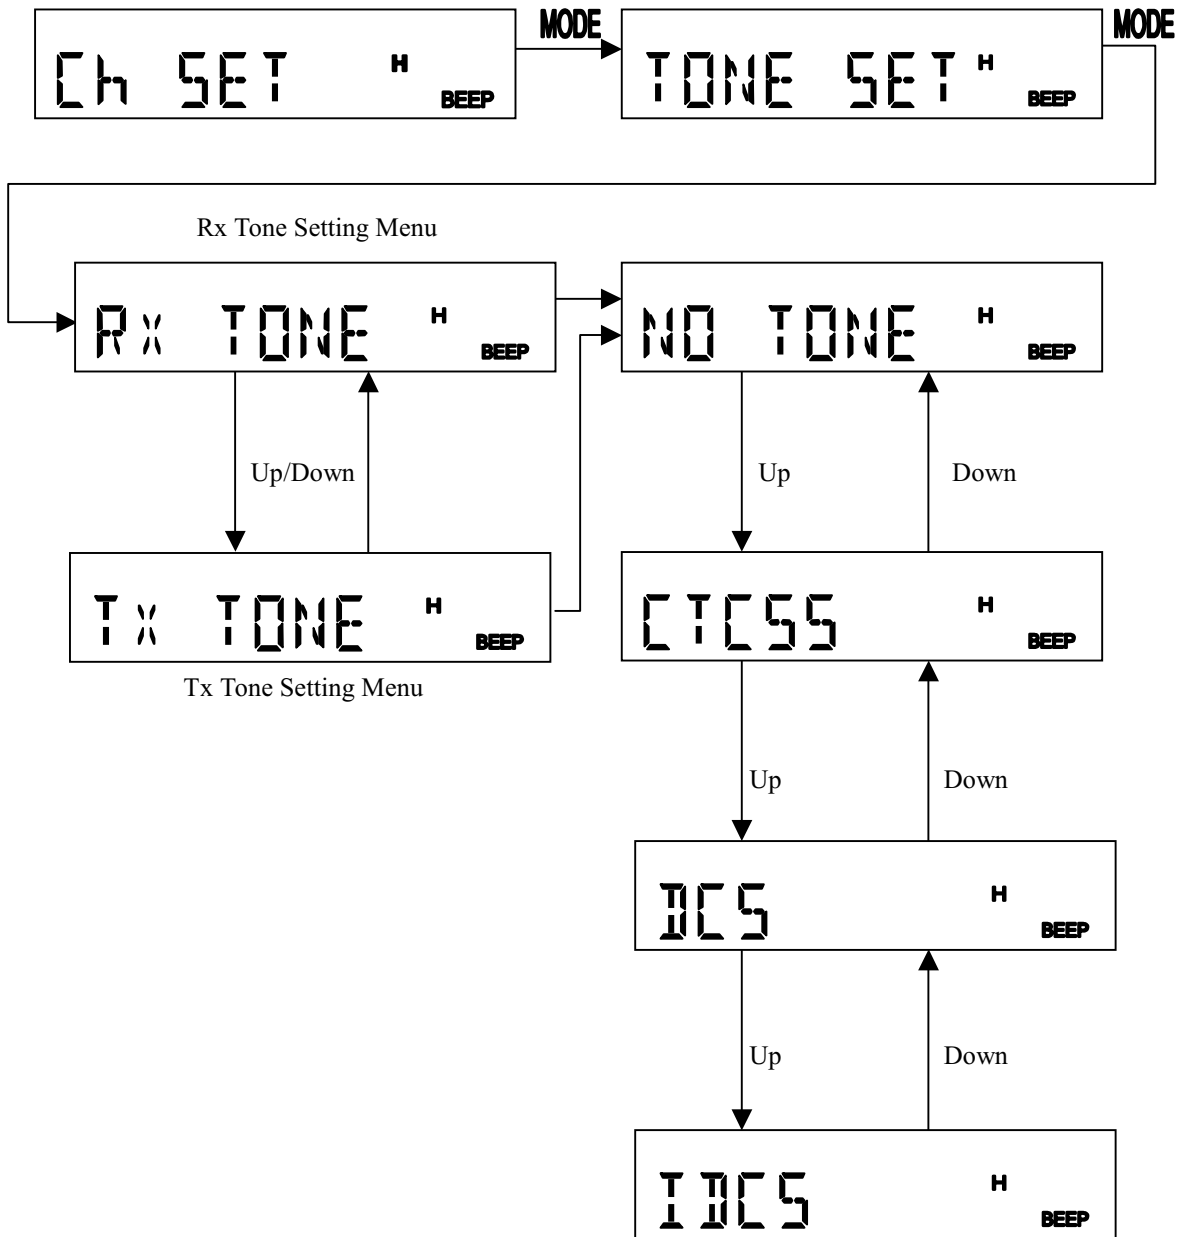 MODE
MODE
Ch SET H BEEP
TONE SET H BEEP
Rx Tone Setting Menu
Rx TONE H BEEP
NO TONE H BEEP
Up/Down
Up
Down
Tx TONE H BEEP
CTCSS H BEEP
Tx Tone Setting Menu
Up
Down
DCS H BEEP
Up
Down
IDCS H BEEP